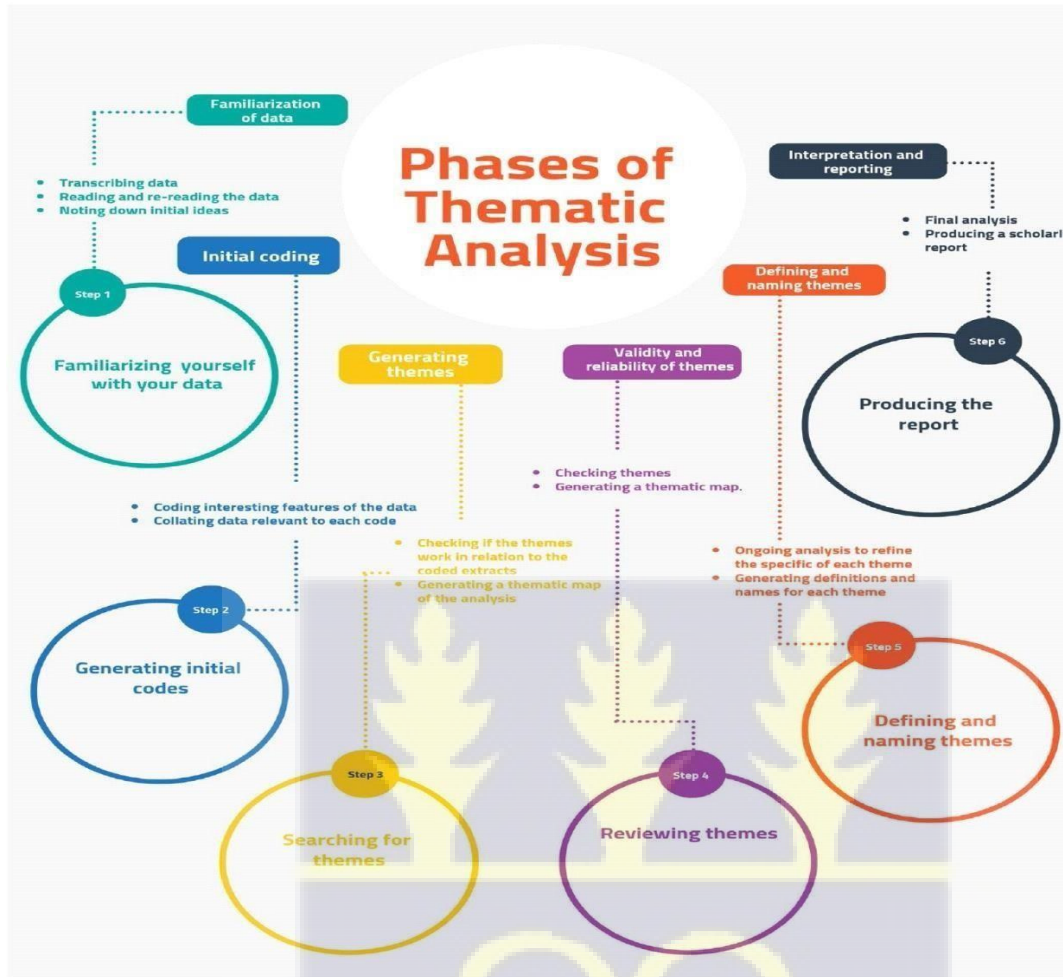 Phases of
Thematic
Analysis
Familiarization
of data
• Transcribing data
• Reading and re-reading the data
• Noting down initial ideas
Step 1
Familiarizing yourself
with your data
Initial coding
• Coding interesting features of the data
• Collating data relevant to each code
Step 2
Generating initial
codes
Generating
themes
• Checking if the themes
work in relation to the
coded extracts
• Generating a thematic map
of the analysis
Step 3
Searching for
themes
Validity and
reliability of themes
• Checking themes
• Generating a thematic map.
Step 4
Reviewing themes
Defining and
naming themes
• Ongoing analysis to refine
the specific of each theme
• Generating definitions and
names for each theme
Step 5
Defining and
naming themes
Interpretation and
reporting
• Final analysis
• Producing a scholarl
report
Step 6
Producing the
report